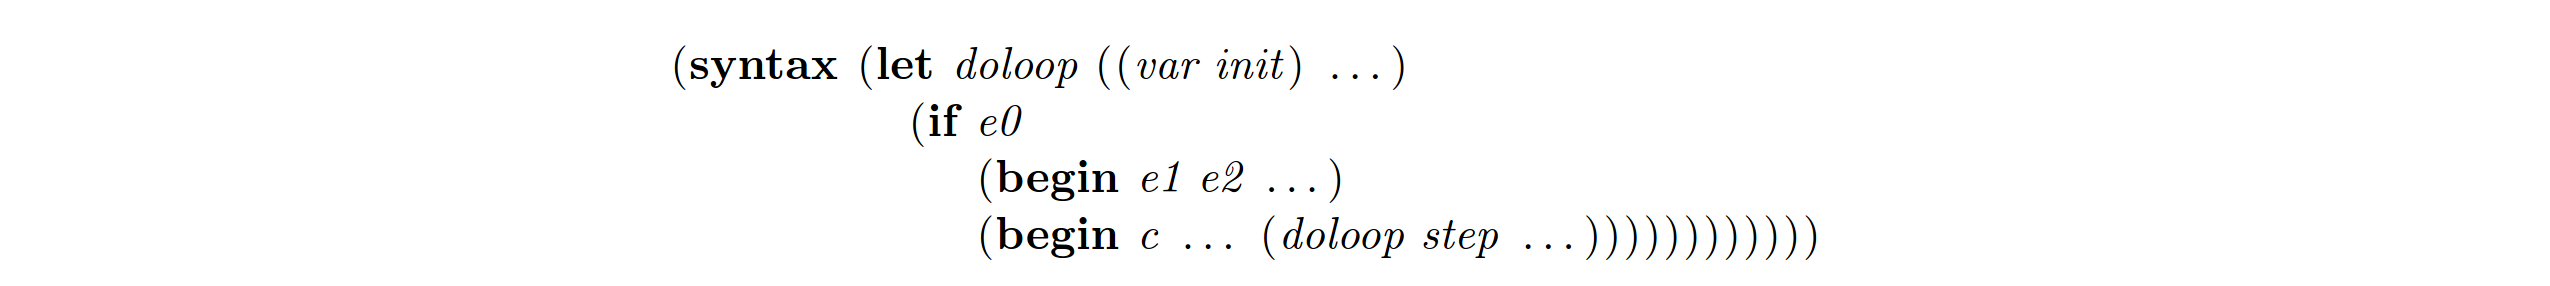 (syntax (let doloop ((var init) ...)
(if e0
(begin e1 e2 ...)
(begin c ... (doloop step ...))))))))))))